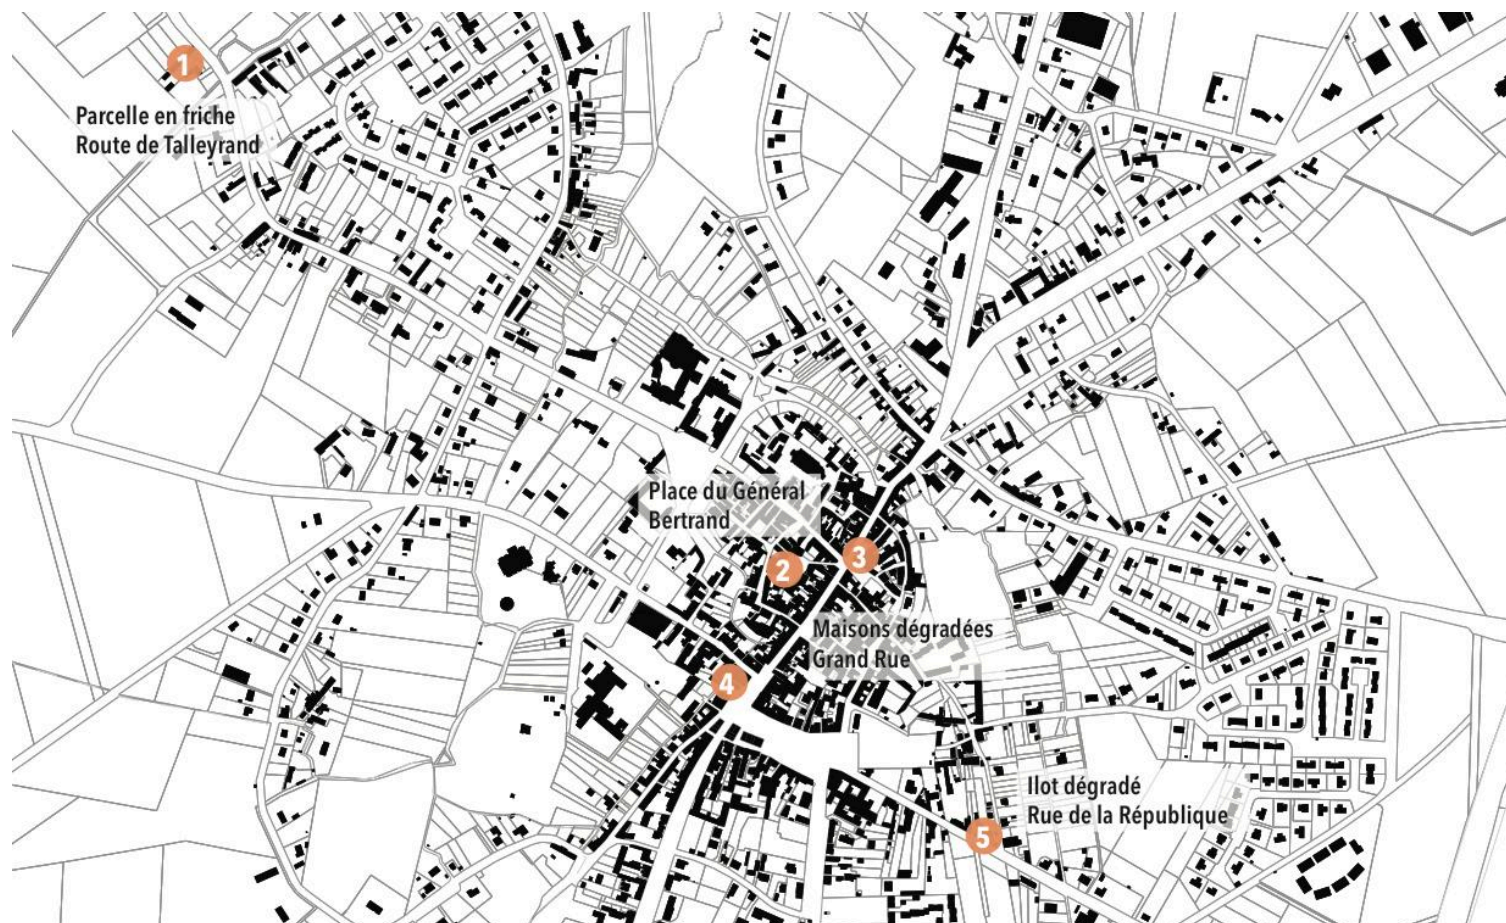 1
Parcelle en friche
Route de Talleyrand
Place du Général
Bertrand
3
2
Maisons dégradées
Grand Rue
4
Ilot dégradé
Rue de la République
5